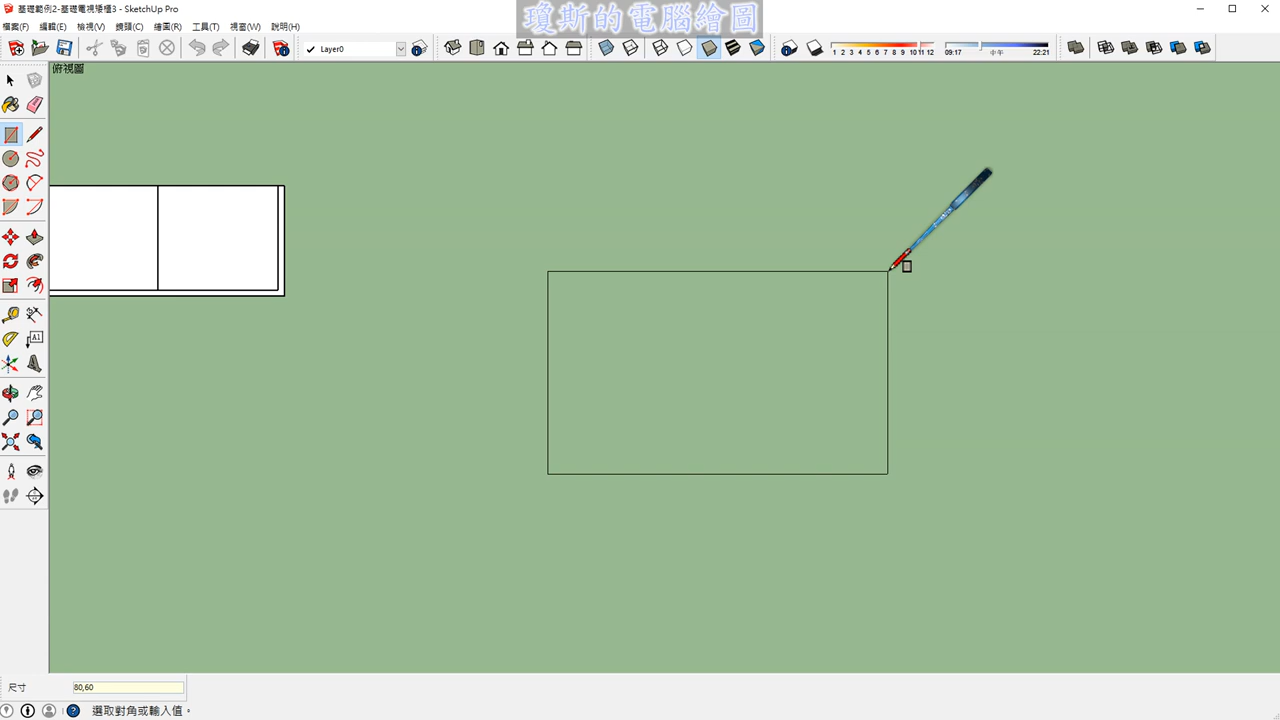 基礎範例2-基礎電視矮櫃3 - SketchUp Pro
瓊斯的電腦繪圖
檔案(F) 編輯(E) 檢視(V) 鏡頭(C) 繪圖(R) 工具(T) 視窗(W) 說明(H)
Layer0
1 2 3 4 5 6 7 8 9 10 11 12
09:17 中午 22:21
俯視圖
A1
尺寸 80,60
選取對角或輸入值。